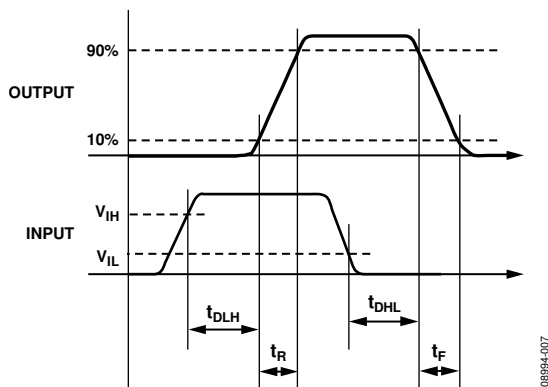 90%
OUTPUT
10%
VIH
INPUT
VIL
tDLH
tDHL
tR
tF
08994-007